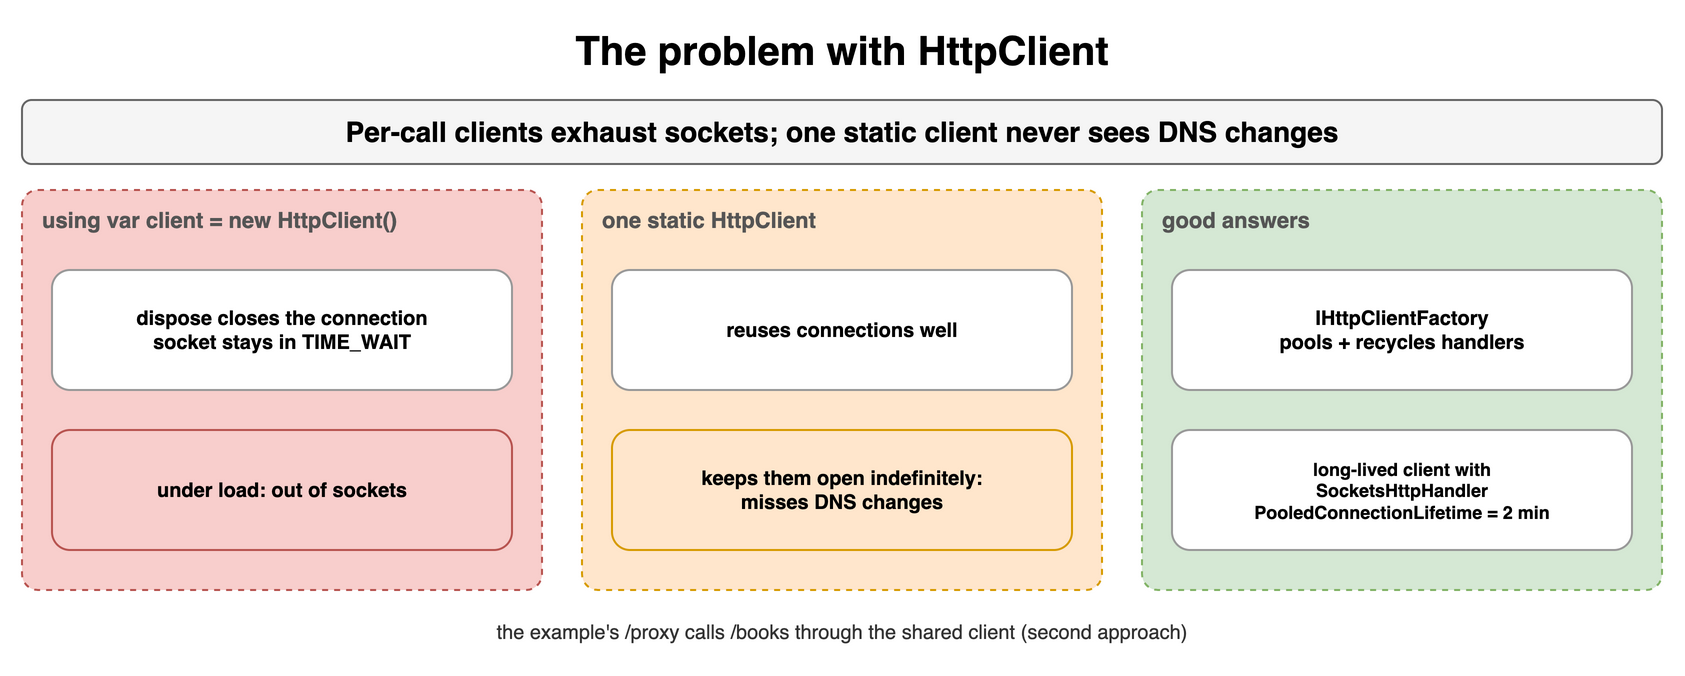 The problem with HttpClient
Per-call clients exhaust sockets; one static client never sees DNS changes
using var client = new HttpClient()
dispose closes the connection
socket stays in TIME_WAIT
under load: out of sockets
one static HttpClient
reuses connections well
keeps them open indefinitely:
misses DNS changes
good answers
IHttpClientFactory
pools + recycles handlers
long-lived client with
SocketsHttpHandler
PooledConnectionLifetime = 2 min
the example's /proxy calls /books through the shared client (second approach)